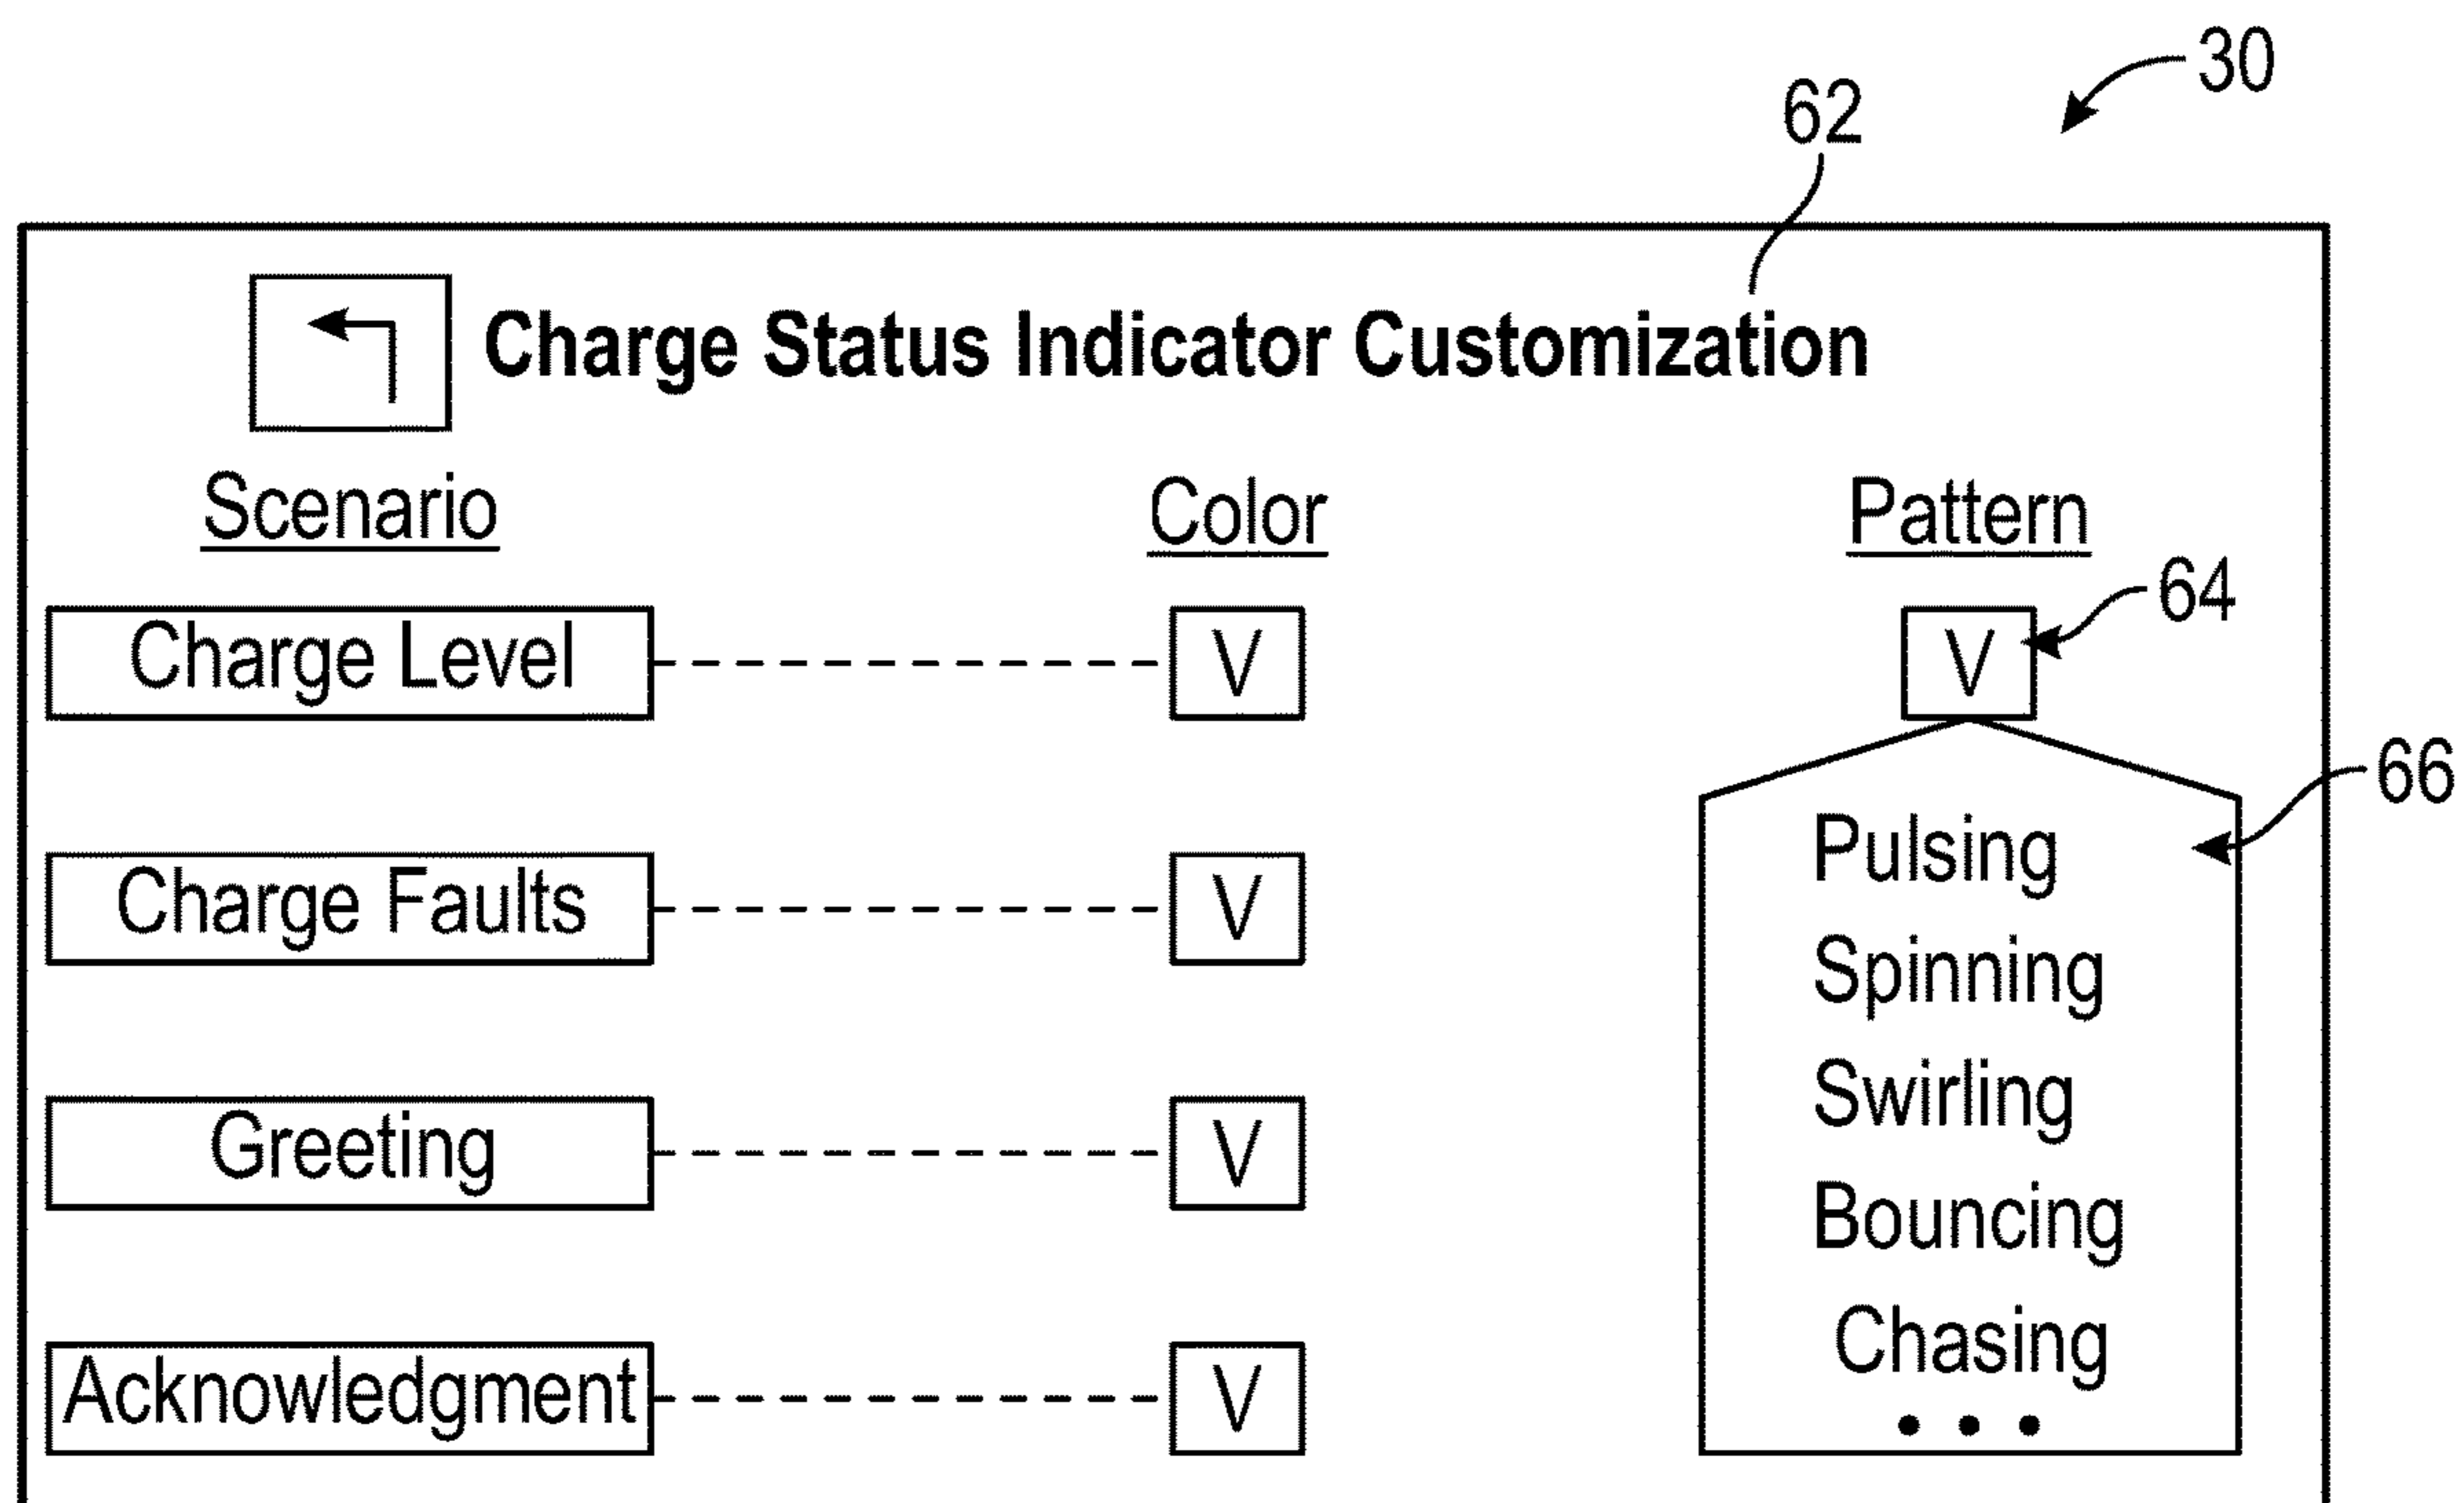 30
62
Charge Status Indicator Customization
Scenario Color Pattern
64
Charge Level V V
66
Pulsing
Charge Faults V
Spinning
Swirling
Greeting V
Bouncing
Chasing
Acknowledgment V
• • •